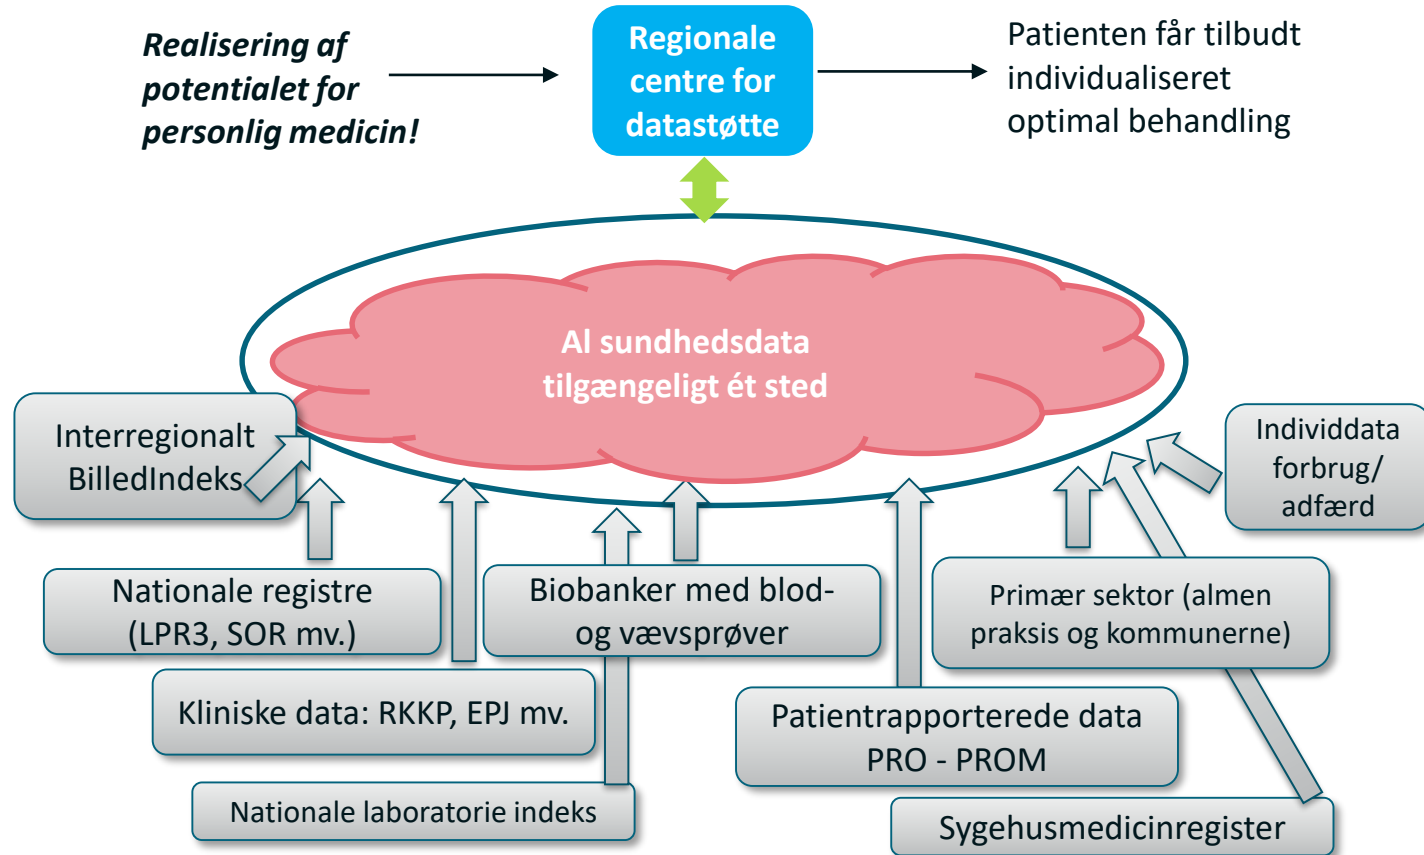 Realisering af
potentialet for
personlig medicin!
Regionale
centre for
datastøtte
Patienten får tilbudt
individualiseret
optimal behandling
Al sundhedsdata
tilgængeligt ét sted
Interregionalt
BilledIndeks
Individdata
forbrug/
adfærd
Nationale registre
(LPR3, SOR mv.)
Biobanker med blod-
og vævsprøver
Primær sektor (almen
praksis og kommunerne)
Kliniske data: RKKP, EPJ mv.
Patientrapporterede data
PRO - PROM
Nationale laboratorie indeks
Sygehusmedicinregister